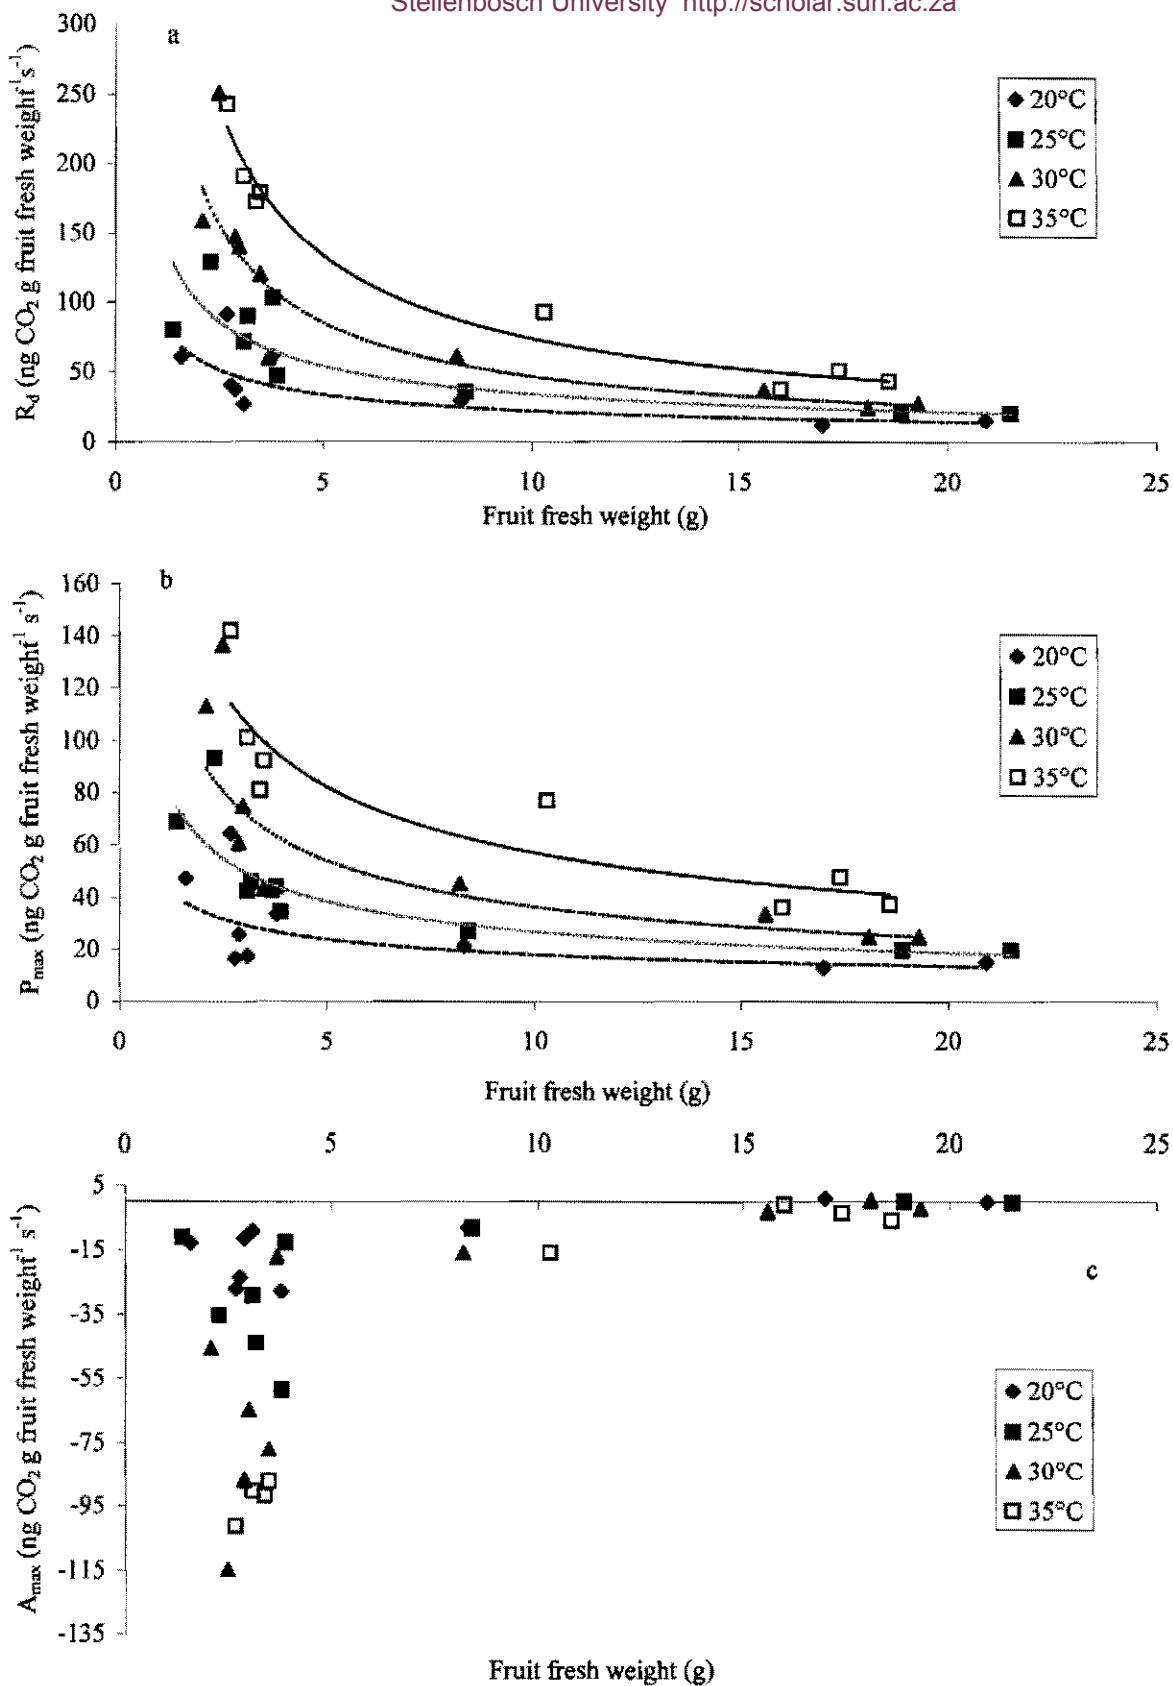 Stellenbosch University http://scholar.sun.ac.za
a
R_d (ng CO₂ g fruit fresh weight⁻¹ s⁻¹)
300
250
200
150
100
50
0
0 5 10 15 20 25
Fruit fresh weight (g)
20°C
25°C
30°C
35°C
b
P_max (ng CO₂ g fruit fresh weight⁻¹ s⁻¹)
160
140
120
100
80
60
40
20
0
0 5 10 15 20 25
Fruit fresh weight (g)
20°C
25°C
30°C
35°C
0 5 10 15 20 25
c
A_max (ng CO₂ g fruit fresh weight⁻¹ s⁻¹)
5
-15
-35
-55
-75
-95
-115
-135
20°C
25°C
30°C
35°C
Fruit fresh weight (g)